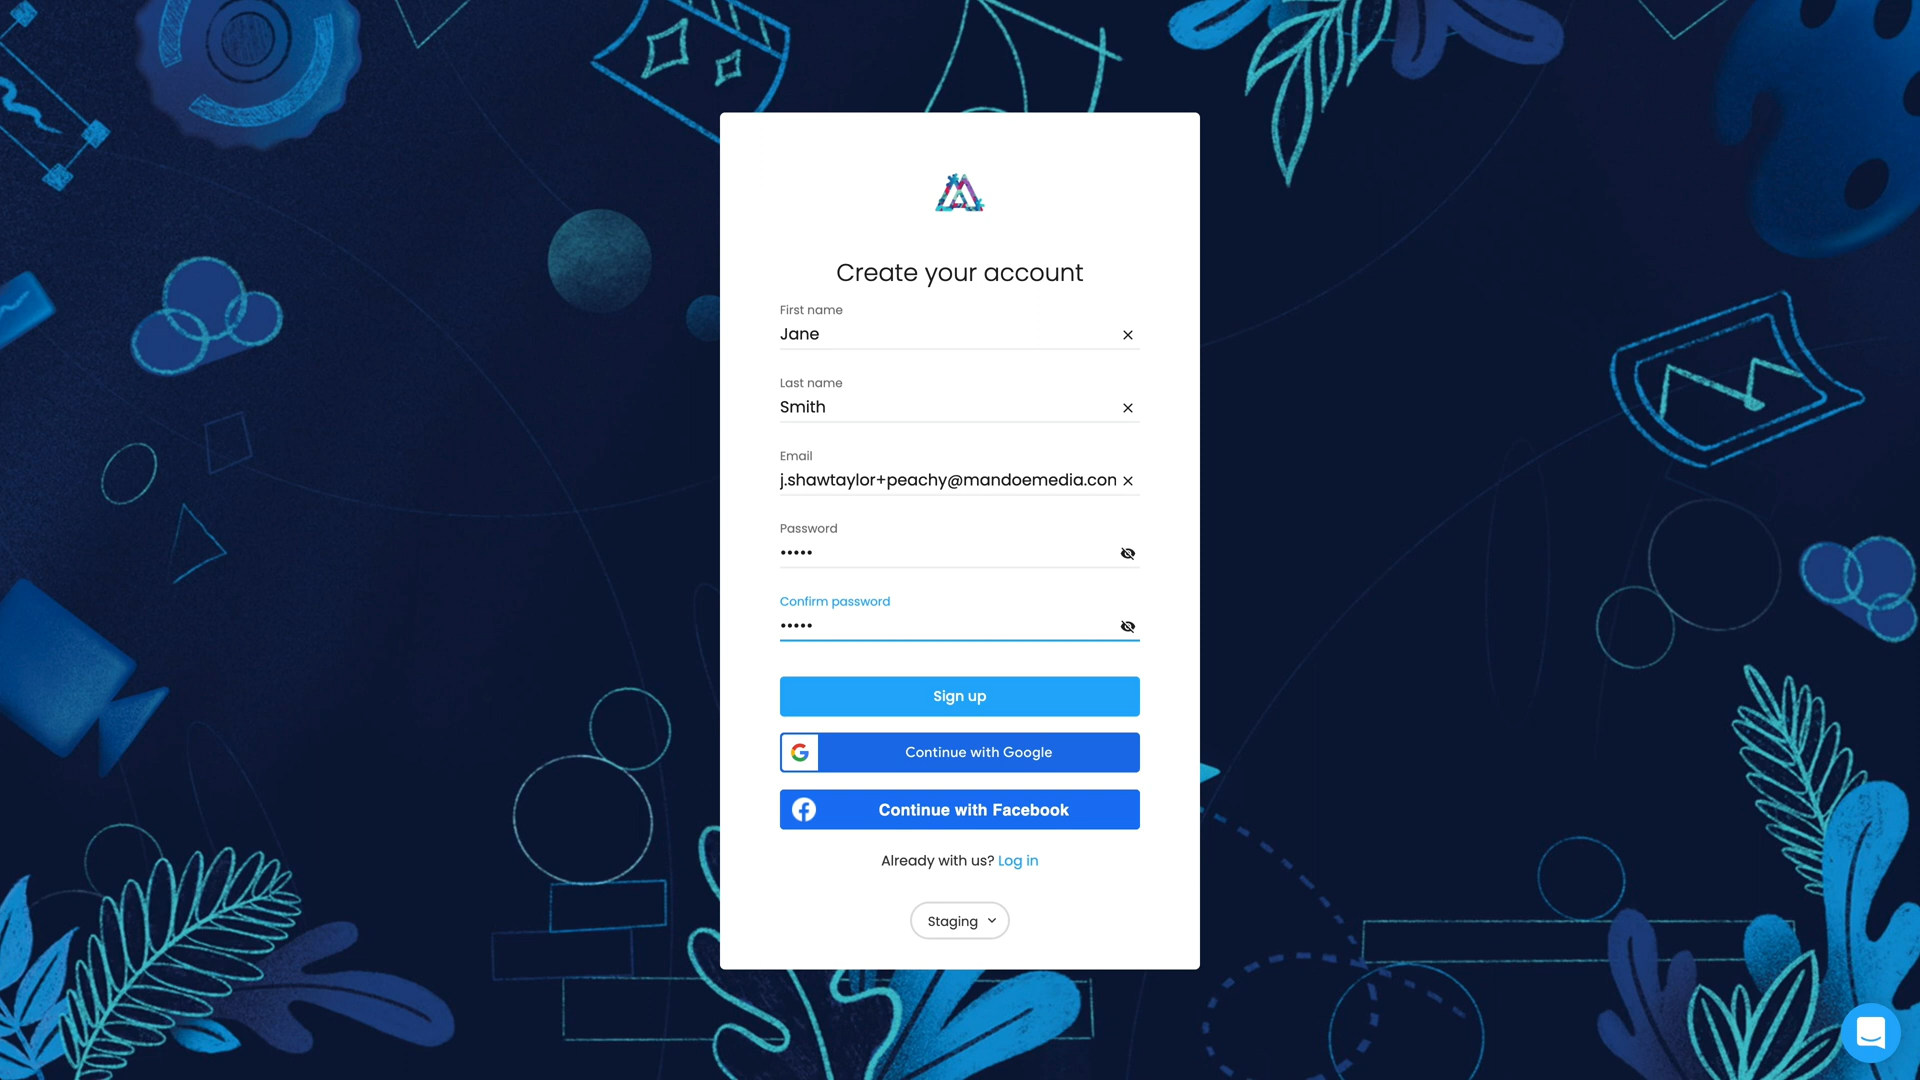 Create your account
First name
Jane
Last name
Smith
Email
j.shawtaylor+peachy@mandoemedia.con
Password
•••••
Confirm password
•••••
Sign up
Continue with Google
Continue with Facebook
Already with us? Log in
Staging